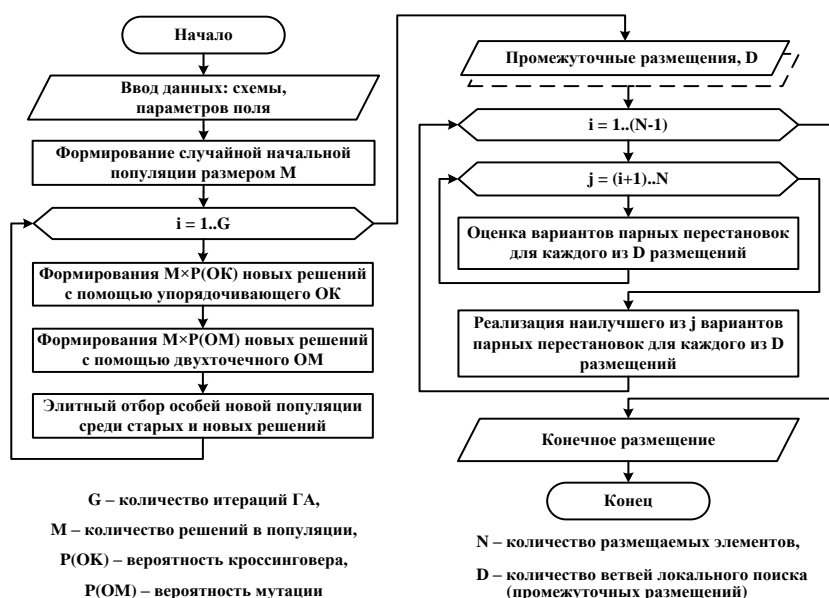 Начало
Ввод данных: схемы,
параметров поля
Формирование случайной начальной
популяции размером М
i = 1..G
Формирования М×Р(ОК) новых решений
с помощью упорядочивающего ОК
Формирования М×Р(ОМ) новых решений
с помощью двухточечного ОМ
Элитный отбор особей новой популяции
среди старых и новых решений
G – количество итераций ГА,
М – количество решений в популяции,
Р(ОК) – вероятность кроссинговера,
Р(ОМ) – вероятность мутации
Промежуточные размещения, D
i = 1..(N-1)
j = (i+1)..N
Оценка вариантов парных перестановок
для каждого из D размещений
Реализация наилучшего из j вариантов
парных перестановок для каждого из D
размещений
Конечное размещение
Конец
N – количество размещаемых элементов,
D – количество ветвей локального поиска
(промежуточных размещений)